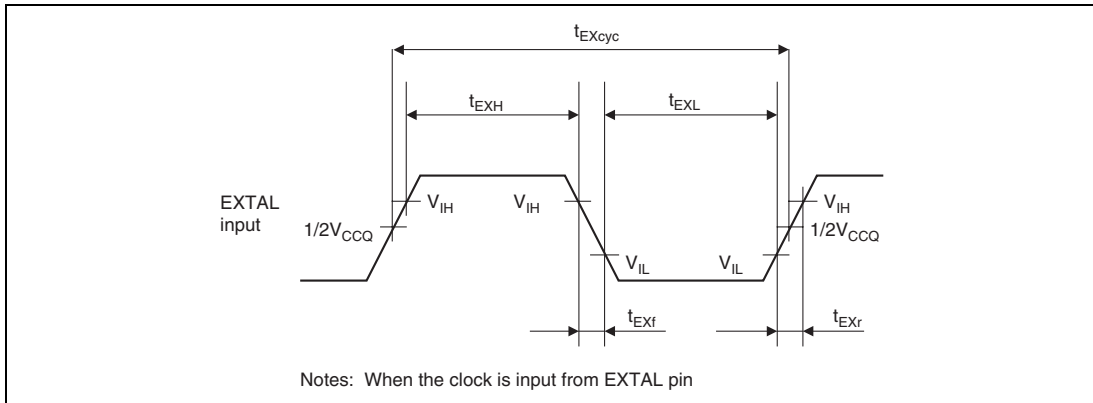 tEXcyc
tEXH tEXL
EXTAL
input
VIH VIH VIH
1/2VCCQ 1/2VCCQ
VIL VIL
tEXf tEXr
Notes: When the clock is input from EXTAL pin